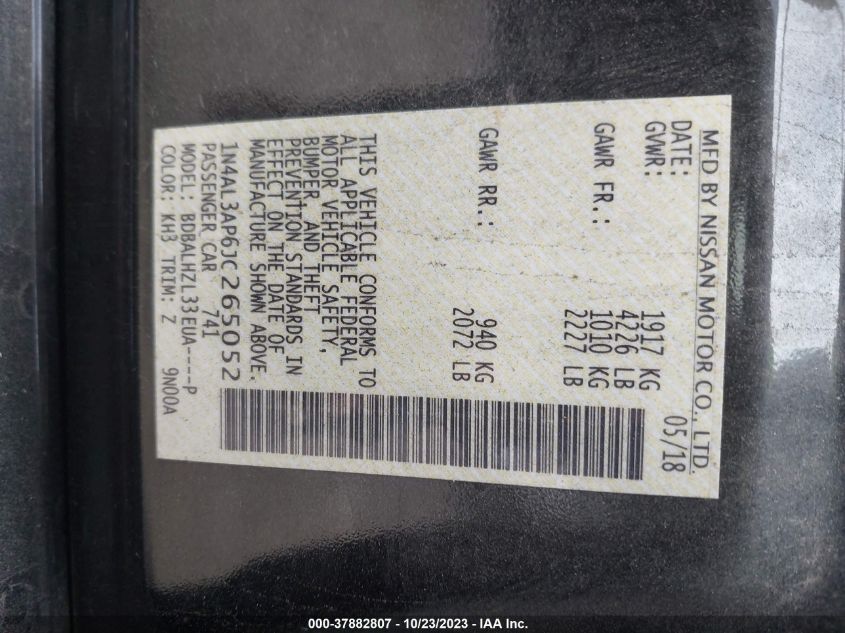 MFD BY NISSAN MOTOR CO., LTD.
DATE: 05/18
GVWR: 1917 KG
4226 LB
GAWR FR.: 1010 KG
2227 LB
GAWR RR.: 940 KG
2072 LB
THIS VEHICLE CONFORMS TO
ALL APPLICABLE FEDERAL
MOTOR VEHICLE SAFETY,
BUMPER, AND THEFT
PREVENTION STANDARDS IN
EFFECT ON THE DATE OF
MANUFACTURE SHOWN ABOVE.
1N4AL3AP6JC265052
PASSENGER CAR 741
MODEL: BDBALHZL33EUA----P
COLOR: KH3 TRIM: Z 9N00A
000-37882807 - 10/23/2023 - IAA Inc.